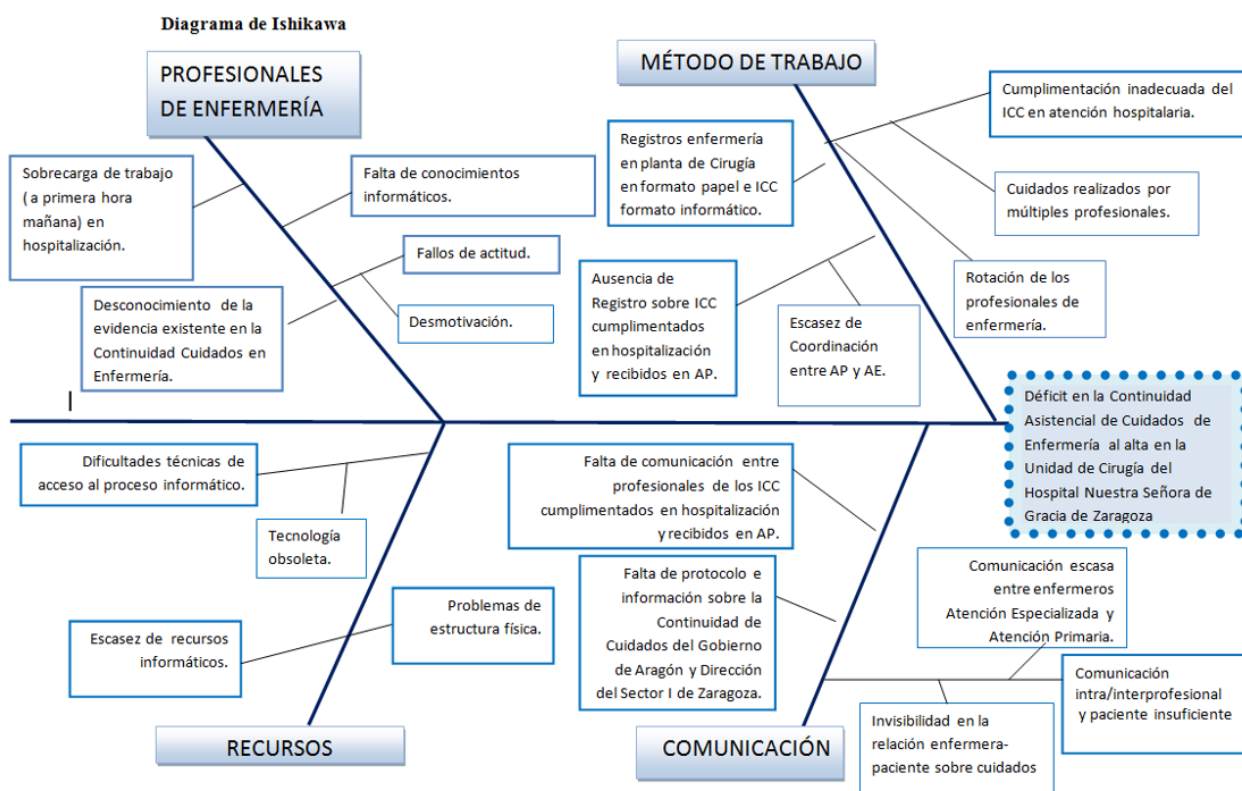 Diagrama de Ishikawa
PROFESIONALES
DE ENFERMERÍA
MÉTODO DE TRABAJO
Sobrecarga de trabajo
( a primera hora
mañana) en
hospitalización.
Falta de conocimientos
informáticos.
Fallos de actitud.
Desmotivación.
Desconocimiento de la
evidencia existente en la
Continuidad Cuidados en
Enfermería.
Registros enfermería
en planta de Cirugía
en formato papel e ICC
formato informático.
Cumplimentación inadecuada del
ICC en atención hospitalaria.
Cuidados realizados por
múltiples profesionales.
Rotación de los
profesionales de
enfermería.
Ausencia de
Registro sobre ICC
cumplimentados
en hospitalización
y recibidos en AP.
Escasez de
Coordinación
entre AP y AE.
Déficit en la Continuidad
Asistencial de Cuidados de
Enfermería al alta en la
Unidad de Cirugía del
Hospital Nuestra Señora de
Gracia de Zaragoza
Dificultades técnicas de
acceso al proceso informático.
Tecnología
obsoleta.
Escasez de recursos
informáticos.
Problemas de
estructura física.
RECURSOS
Falta de comunicación entre
profesionales de los ICC
cumplimentados en hospitalización
y recibidos en AP.
Falta de protocolo e
información sobre la
Continuidad de
Cuidados del Gobierno
de Aragón y Dirección
del Sector I de Zaragoza.
Comunicación escasa
entre enfermeros
Atención Especializada y
Atención Primaria.
Comunicación
intra/interprofesional
y paciente insuficiente
Invisibilidad en la
relación enfermera-
paciente sobre cuidados
COMUNICACIÓN